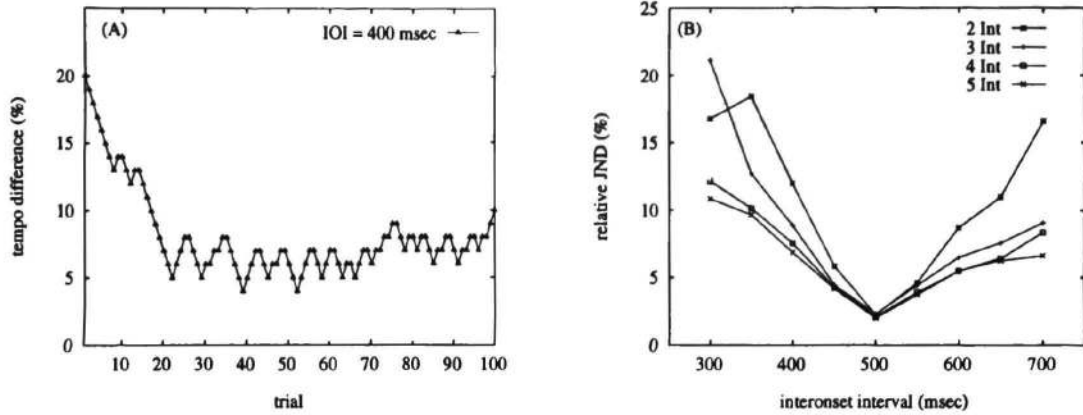 (A)
IOI = 400 msec
20
15
10
5
0
tempo difference (%)
10 20 30 40 50 60 70 80 90 100
trial
(B)
2 Int
3 Int
4 Int
5 Int
25
20
15
10
5
0
relative JND (%)
300 400 500 600 700
interonset interval (msec)